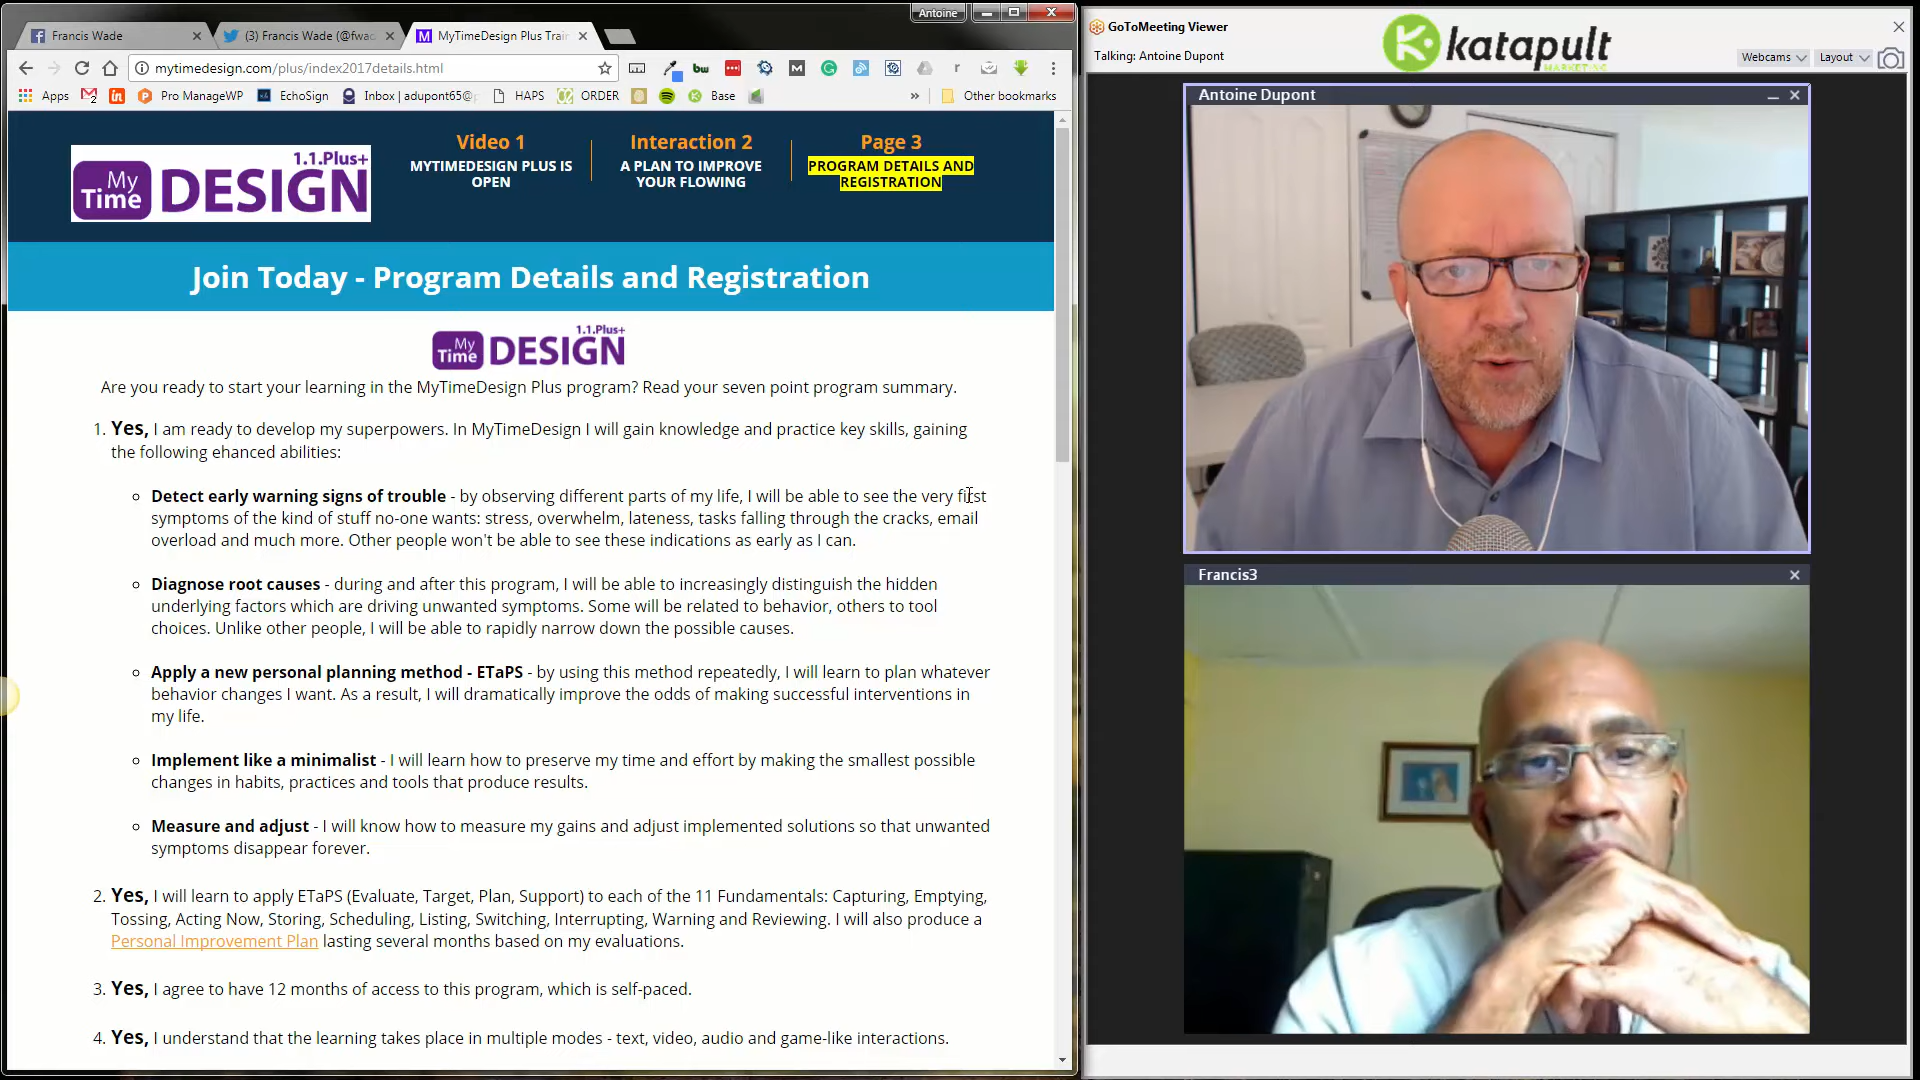 Antoine
Francis Wade
(3) Francis Wade (@fwad
MyTimeDesign Plus Train
mytimedesign.com/plus/index2017details.html
Apps
Pro ManageWP
EchoSign
Inbox | adupont65@
HAPS
ORDER
Base
»
Other bookmarks
My Time DESIGN
1.1.Plus+
Video 1
MYTIMEDESIGN PLUS IS
OPEN
Interaction 2
A PLAN TO IMPROVE
YOUR FLOWING
Page 3
PROGRAM DETAILS AND
REGISTRATION
Join Today - Program Details and Registration
1.1.Plus+
My Time DESIGN
Are you ready to start your learning in the MyTimeDesign Plus program? Read your seven point program summary.
1. Yes, I am ready to develop my superpowers. In MyTimeDesign I will gain knowledge and practice key skills, gaining
the following ehanced abilities:
Detect early warning signs of trouble - by observing different parts of my life, I will be able to see the very first
symptoms of the kind of stuff no-one wants: stress, overwhelm, lateness, tasks falling through the cracks, email
overload and much more. Other people won't be able to see these indications as early as I can.
Diagnose root causes - during and after this program, I will be able to increasingly distinguish the hidden
underlying factors which are driving unwanted symptoms. Some will be related to behavior, others to tool
choices. Unlike other people, I will be able to rapidly narrow down the possible causes.
Apply a new personal planning method - ETaPS - by using this method repeatedly, I will learn to plan whatever
behavior changes I want. As a result, I will dramatically improve the odds of making successful interventions in
my life.
Implement like a minimalist - I will learn how to preserve my time and effort by making the smallest possible
changes in habits, practices and tools that produce results.
Measure and adjust - I will know how to measure my gains and adjust implemented solutions so that unwanted
symptoms disappear forever.
2. Yes, I will learn to apply ETaPS (Evaluate, Target, Plan, Support) to each of the 11 Fundamentals: Capturing, Emptying,
Tossing, Acting Now, Storing, Scheduling, Listing, Switching, Interrupting, Warning and Reviewing. I will also produce a
Personal Improvement Plan lasting several months based on my evaluations.
3. Yes, I agree to have 12 months of access to this program, which is self-paced.
4. Yes, I understand that the learning takes place in multiple modes - text, video, audio and game-like interactions.
GoToMeeting Viewer
Talking: Antoine Dupont
katapult
MARKETING
Webcams
Layout
Antoine Dupont
Francis3